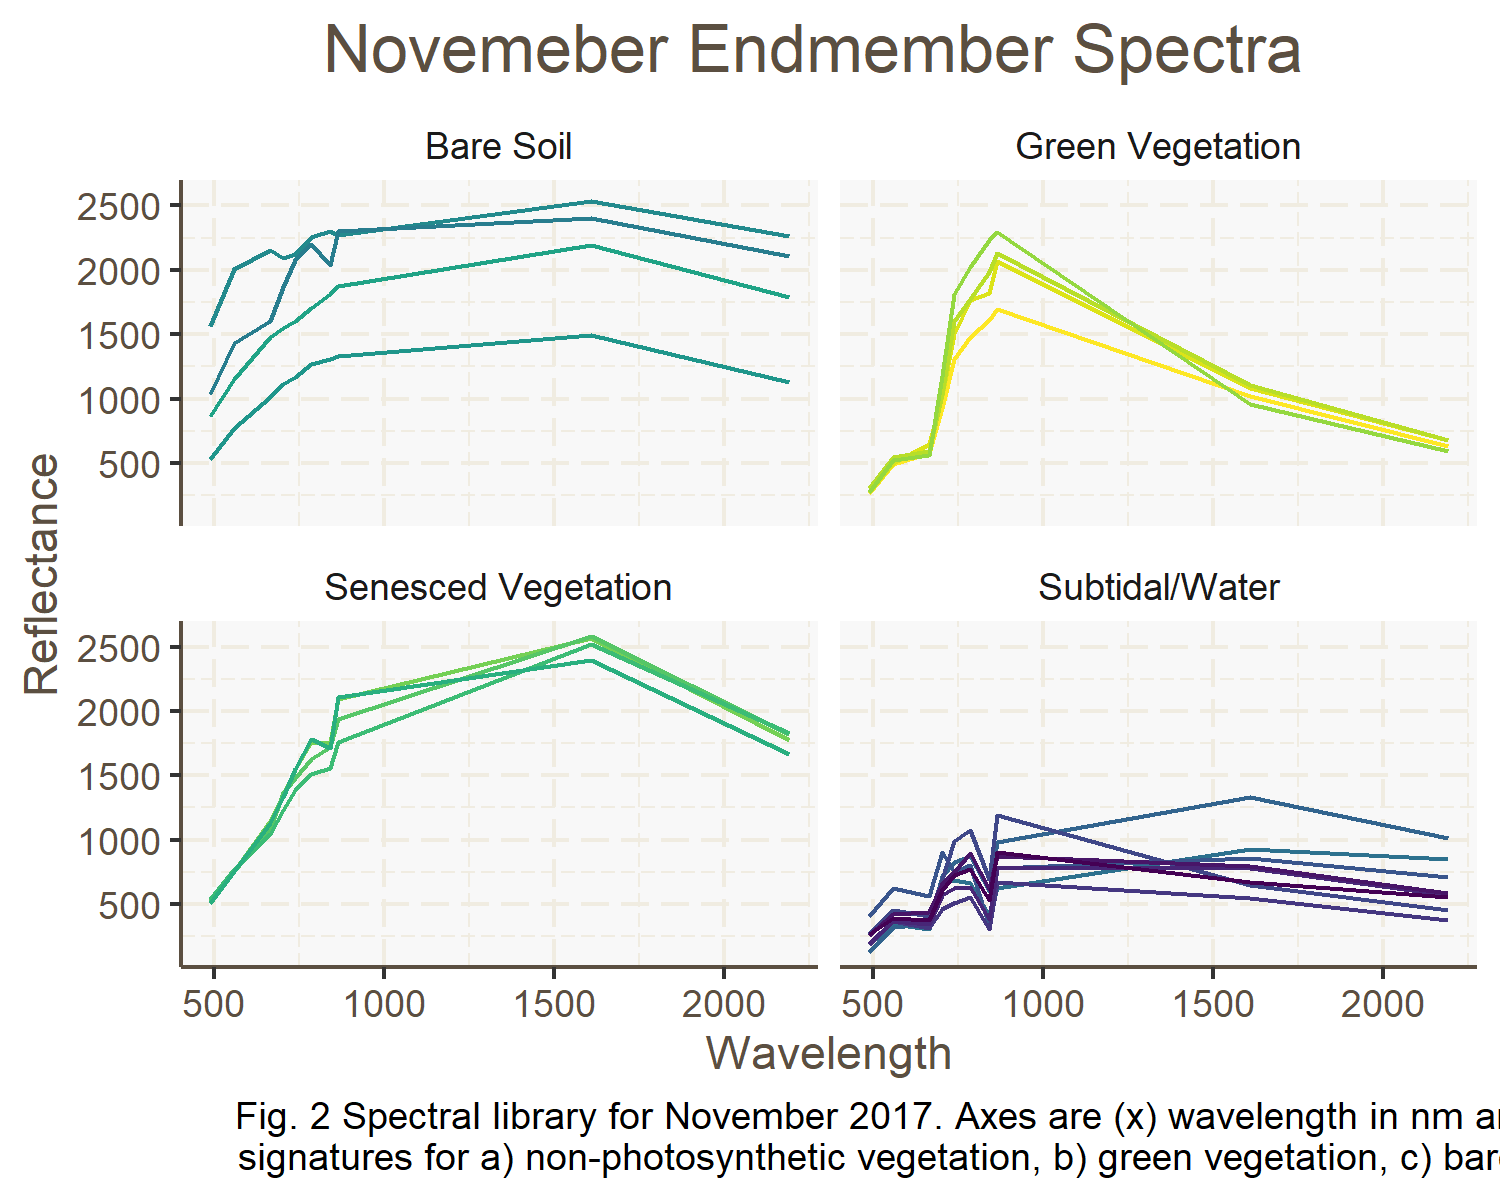 Novemeber Endmember Spectra
Bare Soil
Green Vegetation
2500
2000
1500
1000
500
Senesced Vegetation
Subtidal/Water
2500
2000
1500
1000
500
Reflectance
500 1000 1500 2000
500 1000 1500 2000
Wavelength
Fig. 2 Spectral library for November 2017. Axes are (x) wavelength in nm
signatures for a) non-photosynthetic vegetation, b) green vegetation, c)